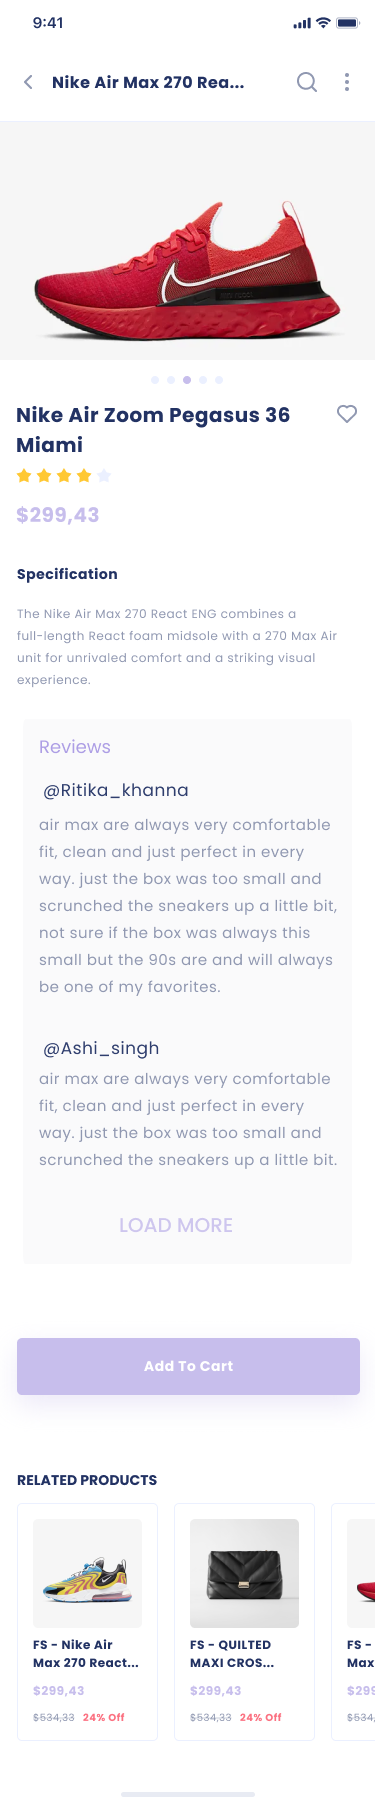 9:41
Nike Air Max 270 Rea...
Nike Air Zoom Pegasus 36
Miami
$299,43
Specification
The Nike Air Max 270 React ENG combines a
full-length React foam midsole with a 270 Max Air
unit for unrivaled comfort and a striking visual
experience.
Reviews
@Ritika_khanna
air max are always very comfortable
fit, clean and just perfect in every
way. just the box was too small and
scrunched the sneakers up a little bit,
not sure if the box was always this
small but the 90s are and will always
be one of my favorites.
@Ashi_singh
air max are always very comfortable
fit, clean and just perfect in every
way. just the box was too small and
scrunched the sneakers up a little bit.
LOAD MORE
Add To Cart
RELATED PRODUCTS
FS - Nike Air
Max 270 React...
$299,43
$534,33 24% Off
FS - QUILTED
MAXI CROS...
$299,43
$534,33 24% Off
FS -
Max